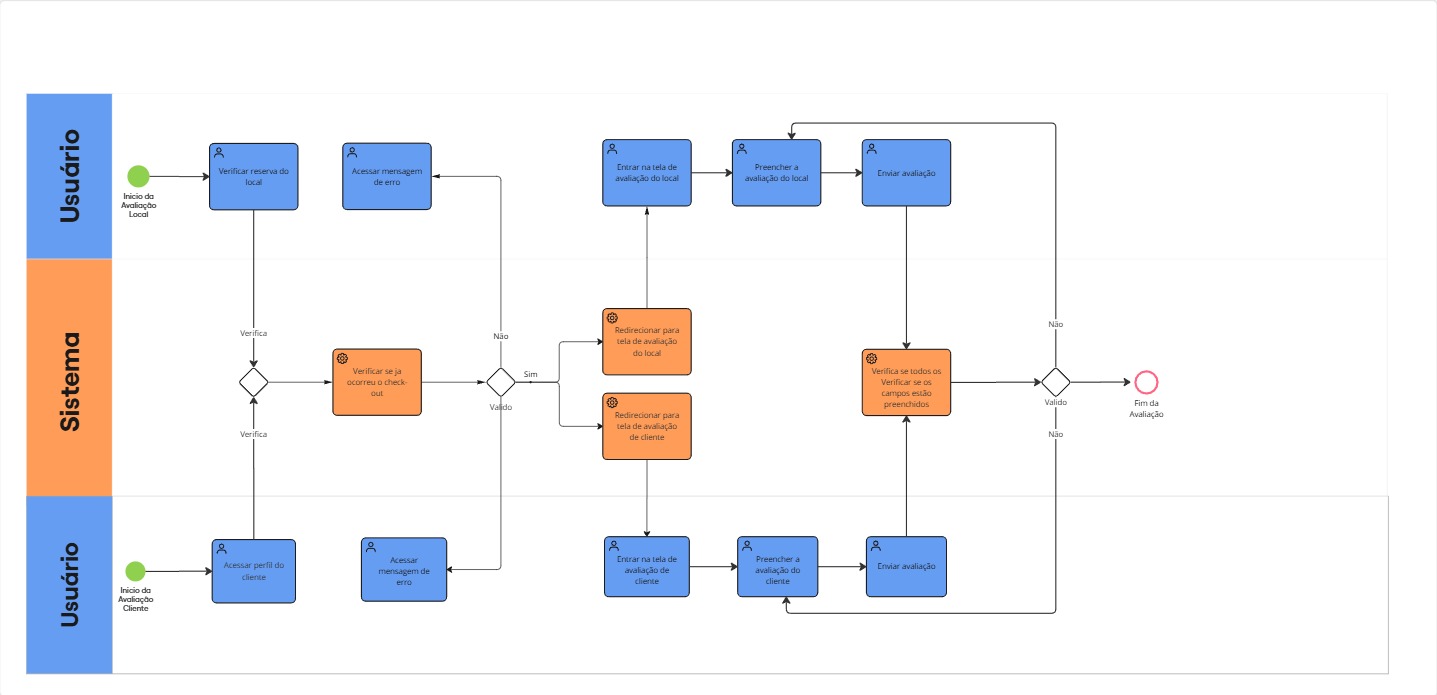 Usuário
Inicio da
Avaliação
Local
Verificar reserva do
local
Acessar mensagem
de erro
Entrar na tela de
avaliação do local
Preencher a
avaliação do local
Enviar avaliação
Sistema
Verifica
Verifica
Verificar se ja
ocorreu o check-
out
Não
Valido
Sim
Redirecionar para
tela de avaliação
do local
Redirecionar para
tela de avaliação
de cliente
Verifica se todos os
Verificar se os
campos estão
preenchidos
Não
Valido
Não
Fim da
Avaliação
Usuário
Inicio da
Avaliação
Cliente
Acessar perfil do
cliente
Acessar
mensagem de
erro
Entrar na tela de
avaliação de
cliente
Preencher a
avaliação do
cliente
Enviar avaliação